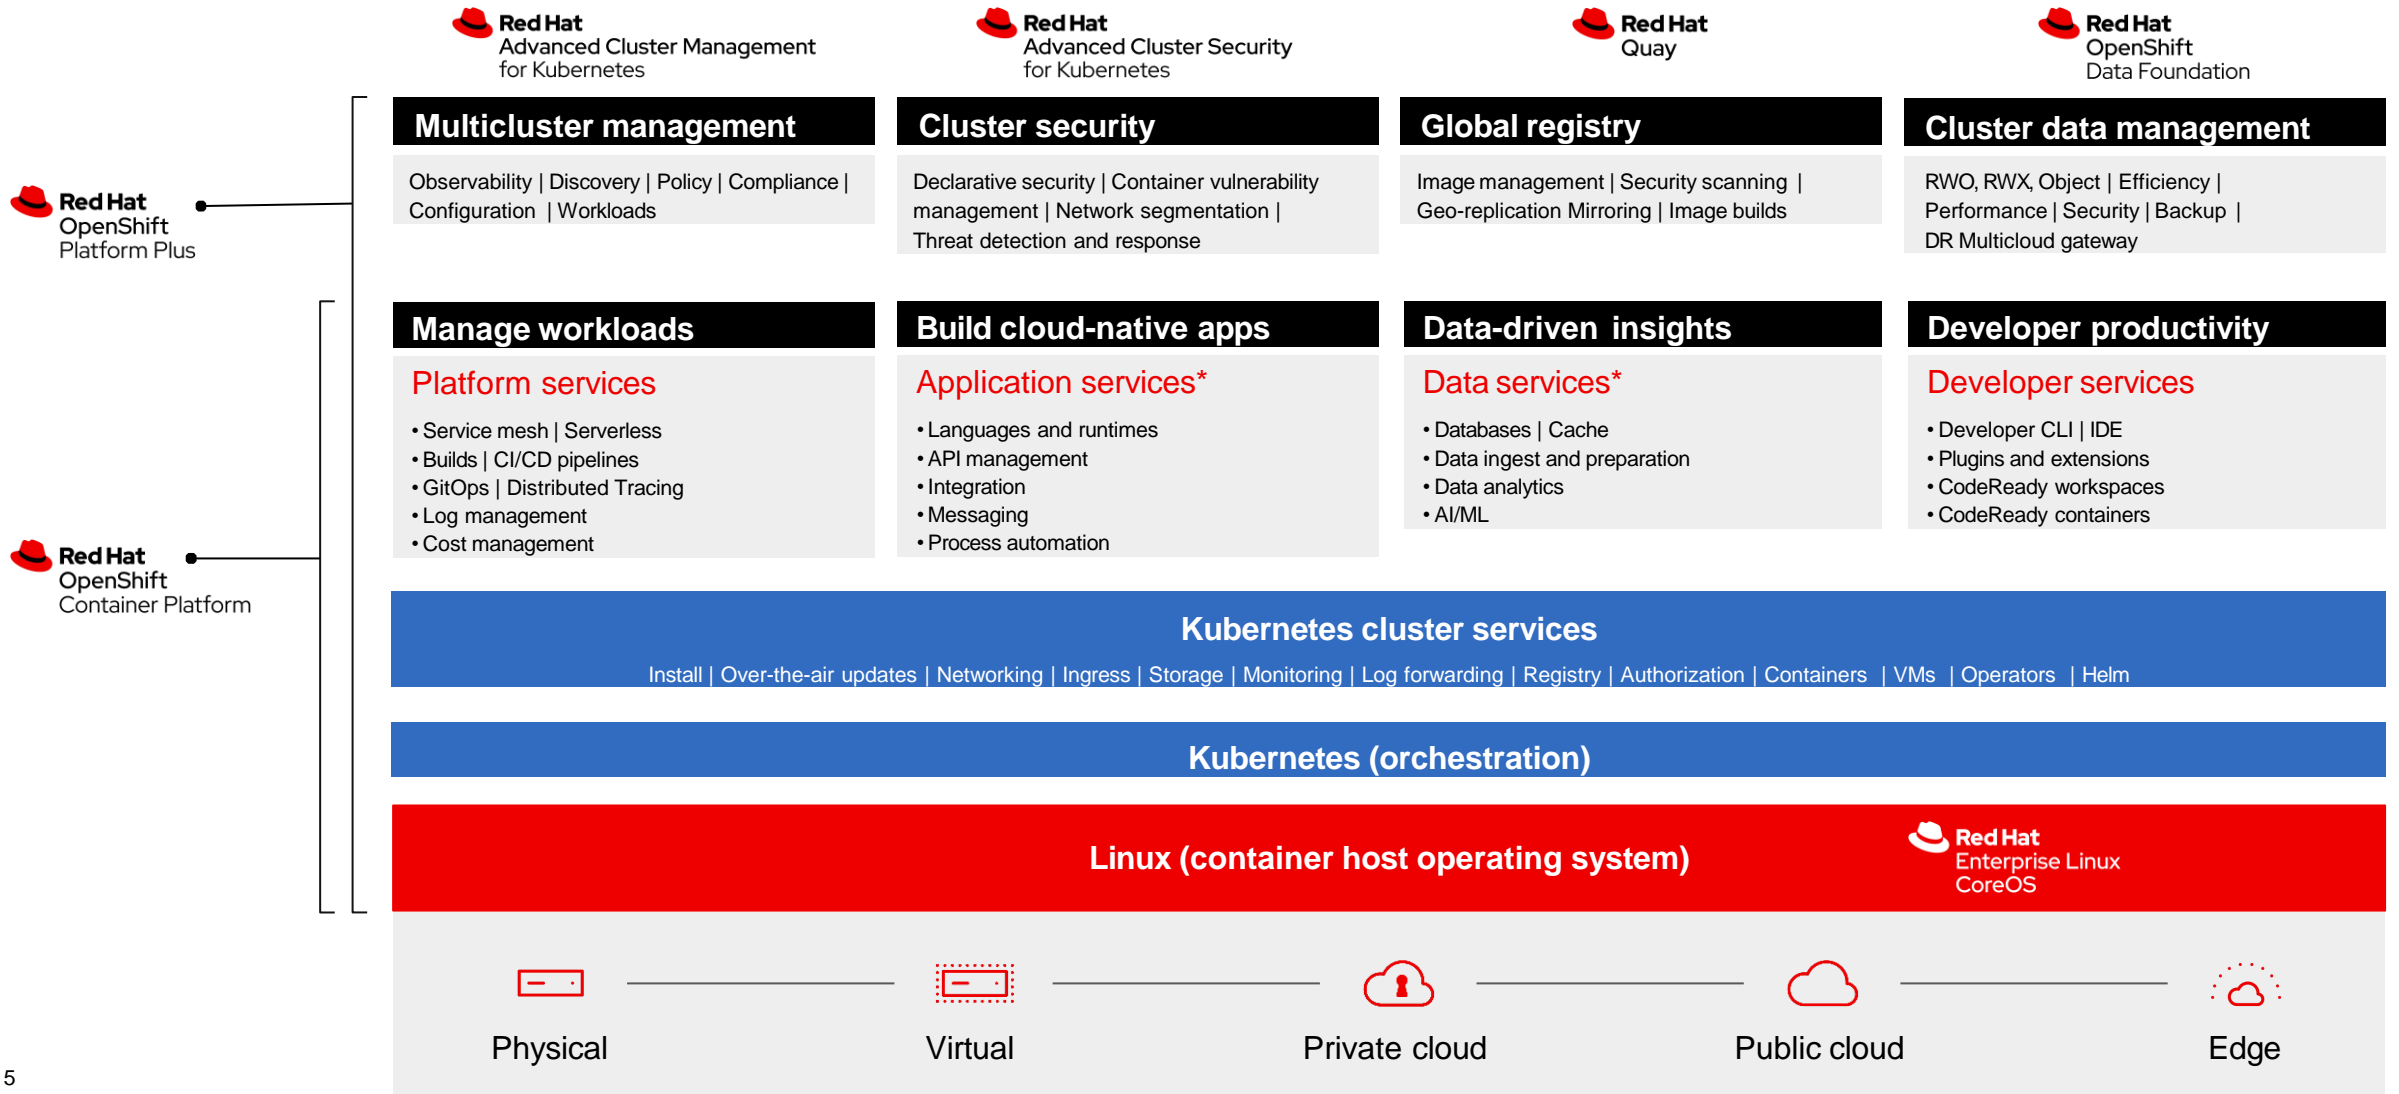 Red Hat
Advanced Cluster Management
for Kubernetes
Red Hat
Advanced Cluster Security
for Kubernetes
Red Hat
Quay
Red Hat
OpenShift
Data Foundation
Red Hat
OpenShift
Platform Plus
Multicluster management
Observability | Discovery | Policy | Compliance |
Configuration | Workloads
Cluster security
Declarative security | Container vulnerability
management | Network segmentation |
Threat detection and response
Global registry
Image management | Security scanning |
Geo-replication Mirroring | Image builds
Cluster data management
RWO, RWX, Object | Efficiency |
Performance | Security | Backup |
DR Multicloud gateway
Red Hat
OpenShift
Container Platform
Manage workloads
Platform services
• Service mesh | Serverless
• Builds | CI/CD pipelines
• GitOps | Distributed Tracing
• Log management
• Cost management
Build cloud-native apps
Application services*
• Languages and runtimes
• API management
• Integration
• Messaging
• Process automation
Data-driven insights
Data services*
• Databases | Cache
• Data ingest and preparation
• Data analytics
• AI/ML
Developer productivity
Developer services
• Developer CLI | IDE
• Plugins and extensions
• CodeReady workspaces
• CodeReady containers
Kubernetes cluster services
Install | Over-the-air updates | Networking | Ingress | Storage | Monitoring | Log forwarding | Registry | Authorization | Containers | VMs | Operators | Helm
Kubernetes (orchestration)
Linux (container host operating system)
Red Hat
Enterprise Linux
CoreOS
Physical
Virtual
Private cloud
Public cloud
Edge
5